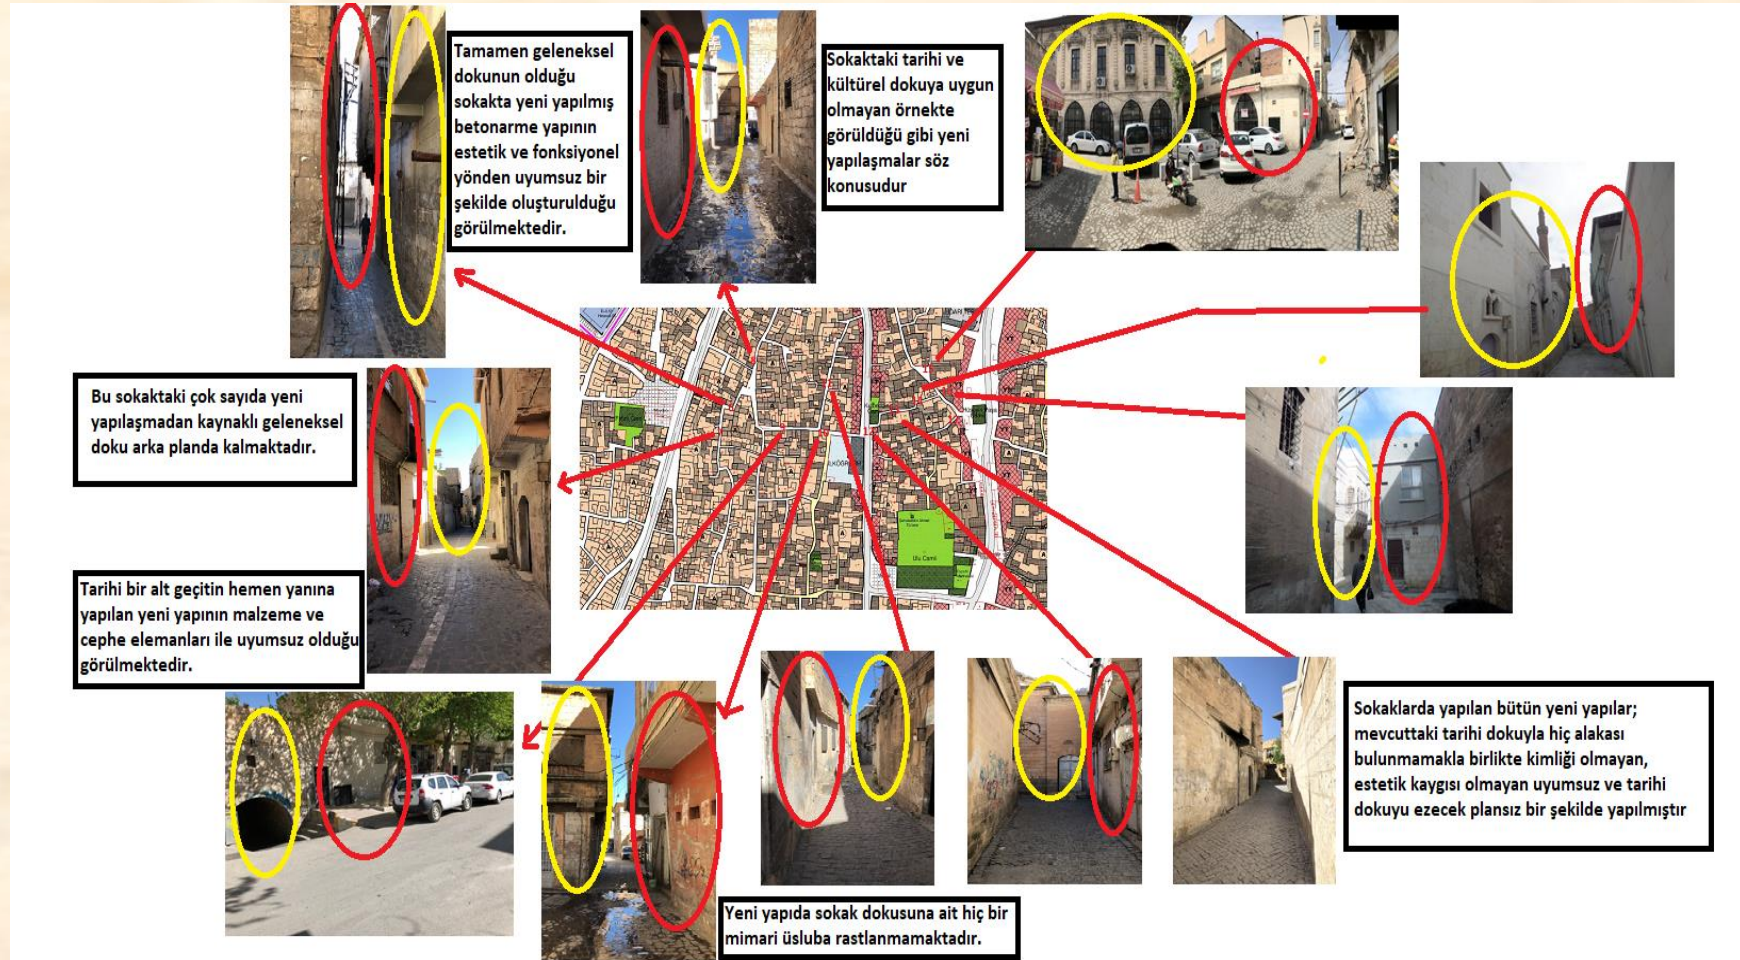 Tamamen geleneksel
dokunun olduğu
sokakta yeni yapılmış
betonarme yapının
estetik ve fonksiyonel
yönden uyumsuz bir
şekilde oluşturulduğu
görülmektedir.
Sokaktaki tarihi ve
kültürel dokuya uygun
olmayan örnekte
görüldüğü gibi yeni
yapılaşmalar söz
konusudur
Bu sokaktaki çok sayıda yeni
yapılaşmadan kaynaklı geleneksel
doku arka planda kalmaktadır.
Tarihi bir alt geçitin hemen yanına
yapılan yeni yapının malzeme ve
cephe elemanları ile uyumsuz olduğu
görülmektedir.
Ulu Camii
Sokaklarda yapılan bütün yeni yapılar;
mevcuttaki tarihi dokuyla hiç alakası
bulunmamakla birlikte kimliği olmayan,
estetik kaygısı olmayan uyumsuz ve tarihi
dokuyu ezecek plansız bir şekilde yapılmıştır
Yeni yapıda sokak dokusuna ait hiç bir
mimari üsluba rastlanmamaktadır.